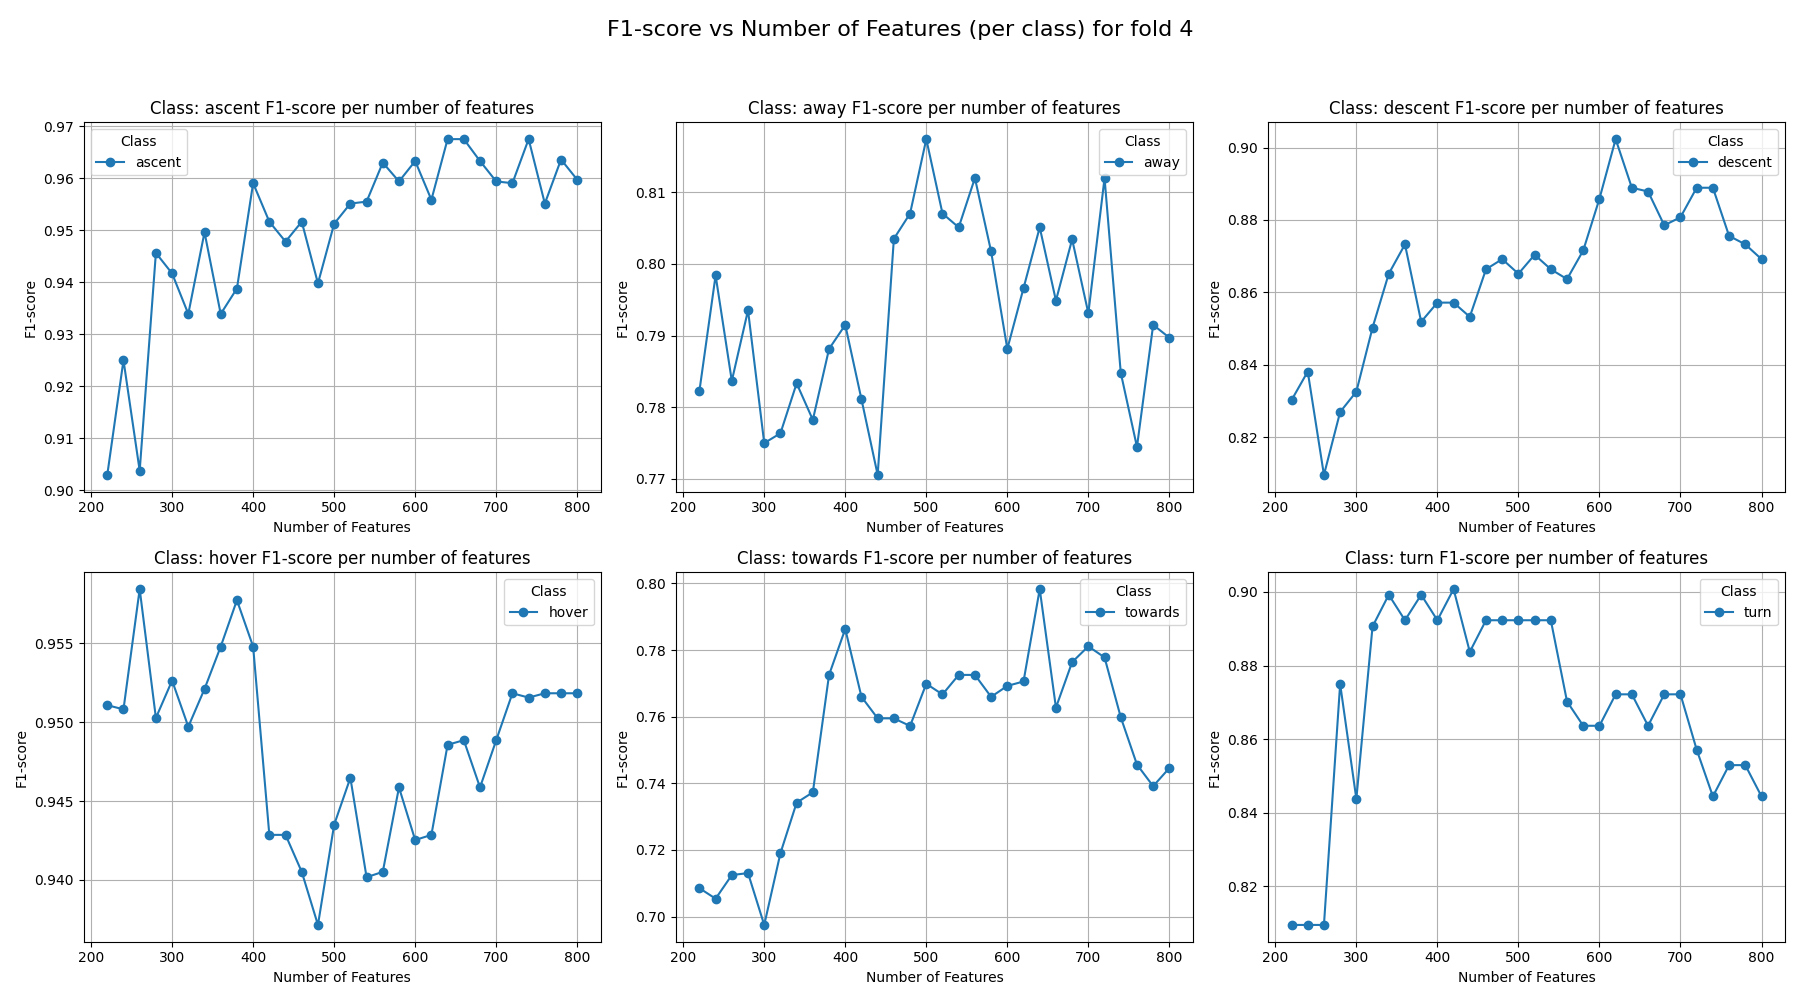 F1-score vs Number of Features (per class) for fold 4
Class: ascent F1-score per number of features
Class
ascent
0.97
0.96
0.95
0.94
0.93
0.92
0.91
0.90
F1-score
200 300 400 500 600 700 800
Number of Features
Class: away F1-score per number of features
Class
away
0.81
0.80
0.79
0.78
0.77
F1-score
200 300 400 500 600 700 800
Number of Features
Class: descent F1-score per number of features
Class
descent
0.90
0.88
0.86
0.84
0.82
F1-score
200 300 400 500 600 700 800
Number of Features
Class: hover F1-score per number of features
Class
hover
0.955
0.950
0.945
0.940
F1-score
200 300 400 500 600 700 800
Number of Features
Class: towards F1-score per number of features
Class
towards
0.80
0.78
0.76
0.74
0.72
0.70
F1-score
200 300 400 500 600 700 800
Number of Features
Class: turn F1-score per number of features
Class
turn
0.90
0.88
0.86
0.84
0.82
F1-score
200 300 400 500 600 700 800
Number of Features